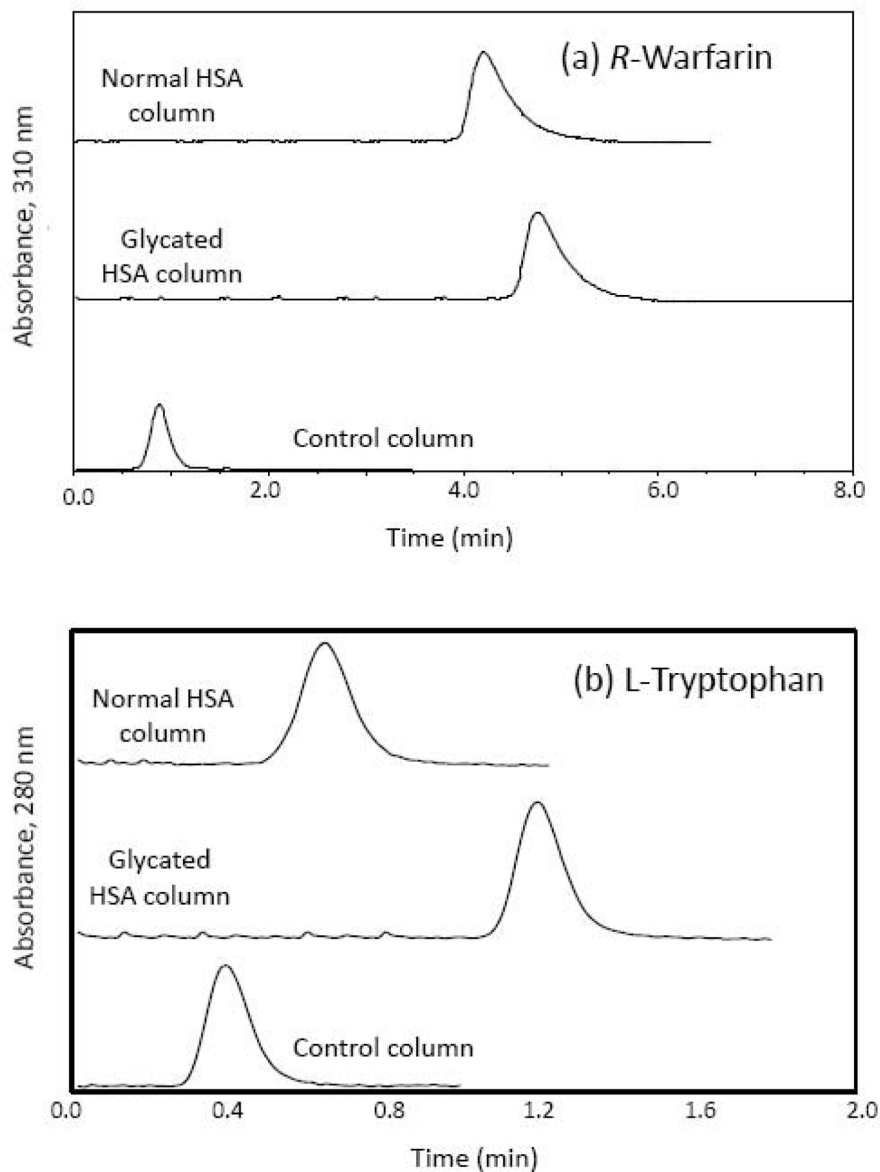 (a) R-Warfarin
Normal HSA
column
Glycated
HSA column
Control column
Absorbance, 310 nm
0.0 2.0 4.0 6.0 8.0
Time (min)
(b) L-Tryptophan
Normal HSA
column
Glycated
HSA column
Control column
Absorbance, 280 nm
0.0 0.4 0.8 1.2 1.6 2.0
Time (min)